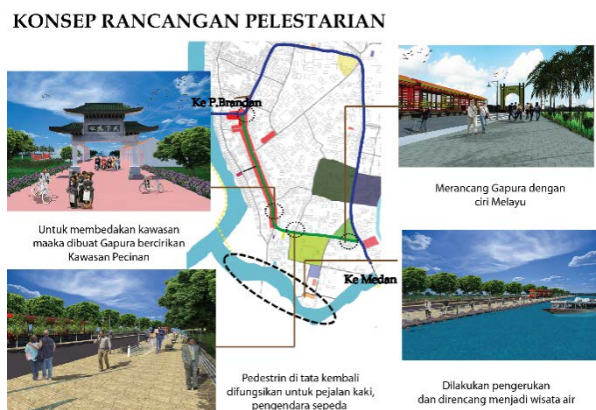 KONSEP RANCANGAN PELESTARIAN
Ke P.Brandan
Ke Medan
Untuk membedakan kawasan
maaka dibuat Gapura bercirikan
Kawasan Pecinan
Merancang Gapura dengan
ciri Melayu
Pedestrin di tata kembali
difungsikan untuk pejalan kaki,
pengendara sepeda
Dilakukan pengerukan
dan direncang menjadi wisata air